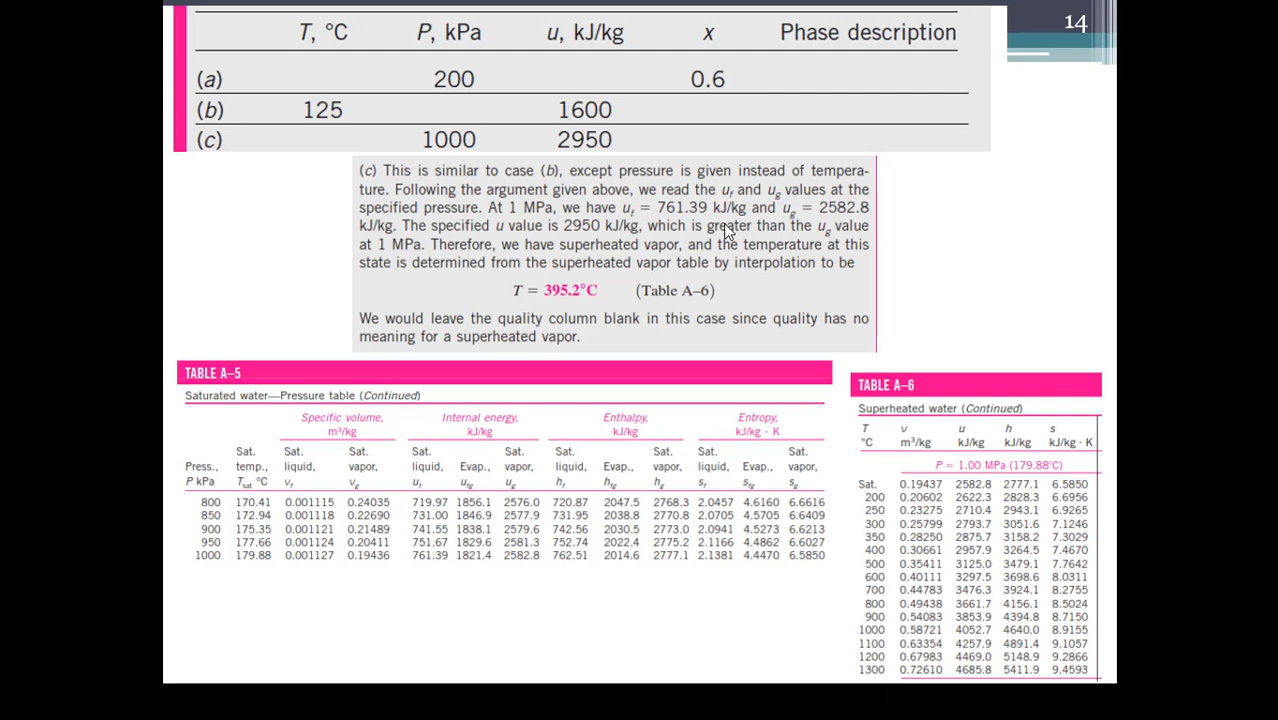 14
T, °C P, kPa u, kJ/kg x Phase description
(a) 200 0.6
(b) 125 1600
(c) 1000 2950
(c) This is similar to case (b), except pressure is given instead of tempera-
ture. Following the argument given above, we read the uf and ug values at the
specified pressure. At 1 MPa, we have uf = 761.39 kJ/kg and ug = 2582.8
kJ/kg. The specified u value is 2950 kJ/kg, which is greater than the ug value
at 1 MPa. Therefore, we have superheated vapor, and the temperature at this
state is determined from the superheated vapor table by interpolation to be
T = 395.2°C (Table A–6)
We would leave the quality column blank in this case since quality has no
meaning for a superheated vapor.
TABLE A–5
Saturated water—Pressure table (Continued)
Specific volume, Internal energy, Enthalpy, Entropy,
m³/kg kJ/kg kJ/kg kJ/kg · K
Sat. Sat. Sat. Sat. Sat. Sat. Sat. Sat. Sat.
Press., temp., liquid, vapor, liquid, Evap., vapor, liquid, Evap., vapor, liquid, Evap., vapor,
P kPa Tsat °C vf vg uf ufg ug hf hfg hg sf sfg sg
800 170.41 0.001115 0.24035 719.97 1856.1 2576.0 720.87 2047.5 2768.3 2.0457 4.6160 6.6616
850 172.94 0.001118 0.22690 731.00 1846.9 2577.9 731.95 2038.8 2770.8 2.0705 4.5705 6.6409
900 175.35 0.001121 0.21489 741.55 1838.1 2579.6 742.56 2030.5 2773.0 2.0941 4.5273 6.6213
950 177.66 0.001124 0.20411 751.67 1829.6 2581.3 752.74 2022.4 2775.2 2.1166 4.4862 6.6027
1000 179.88 0.001127 0.19436 761.39 1821.4 2582.8 762.51 2014.6 2777.1 2.1381 4.4470 6.5850
TABLE A–6
Superheated water (Continued)
T v u h s
°C m³/kg kJ/kg kJ/kg kJ/kg · K
P = 1.00 MPa (179.88°C)
Sat. 0.19437 2582.8 2777.1 6.5850
200 0.20602 2622.3 2828.3 6.6956
250 0.23275 2710.4 2943.1 6.9265
300 0.25799 2793.7 3051.6 7.1246
350 0.28250 2875.7 3158.2 7.3029
400 0.30661 2957.9 3264.5 7.4670
500 0.35411 3125.0 3479.1 7.7642
600 0.40111 3297.5 3698.6 8.0311
700 0.44783 3476.3 3924.1 8.2755
800 0.49438 3661.7 4156.1 8.5024
900 0.54083 3853.9 4394.8 8.7150
1000 0.58721 4052.7 4640.0 8.9155
1100 0.63354 4257.9 4891.4 9.1057
1200 0.67983 4469.0 5148.9 9.2866
1300 0.72610 4685.8 5411.9 9.4593